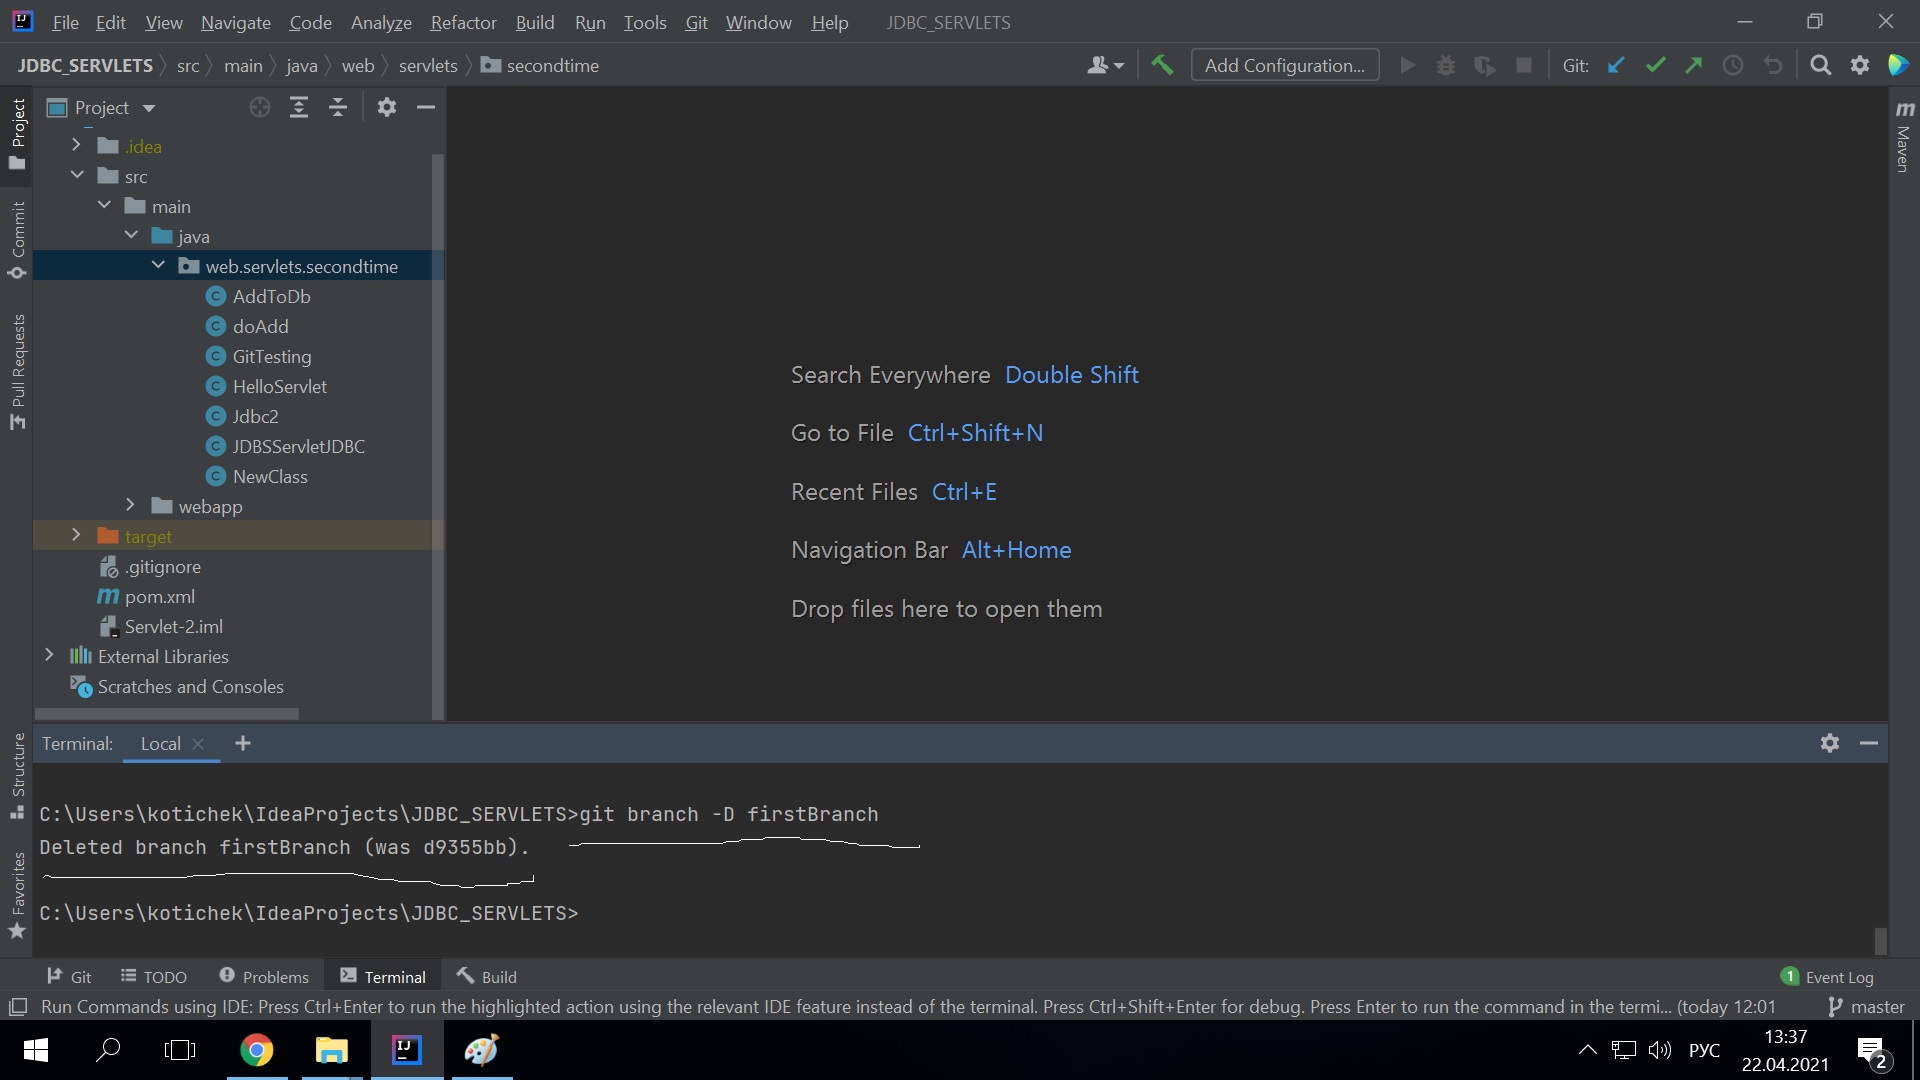 File Edit View Navigate Code Analyze Refactor Build Run Tools Git Window Help JDBC_SERVLETS
JDBC_SERVLETS src main java web servlets secondtime Add Configuration... Git:
Project
.idea
src
main
java
web.servlets.secondtime
AddToDb
doAdd
GitTesting
HelloServlet
Jdbc2
JDBSServletJDBC
NewClass
webapp
target
.gitignore
pom.xml
Servlet-2.iml
External Libraries
Scratches and Consoles
Project
Commit
Pull Requests
Structure
Favorites
Search Everywhere Double Shift
Go to File Ctrl+Shift+N
Recent Files Ctrl+E
Navigation Bar Alt+Home
Drop files here to open them
m Maven
Terminal: Local
C:\Users\kotichek\IdeaProjects\JDBC_SERVLETS>git branch -D firstBranch
Deleted branch firstBranch (was d9355bb).
C:\Users\kotichek\IdeaProjects\JDBC_SERVLETS>
Git TODO Problems Terminal Build 1 Event Log
Run Commands using IDE: Press Ctrl+Enter to run the highlighted action using the relevant IDE feature instead of the terminal. Press Ctrl+Shift+Enter for debug. Press Enter to run the command in the termi... (today 12:01 master
РУС 13:37
22.04.2021 2